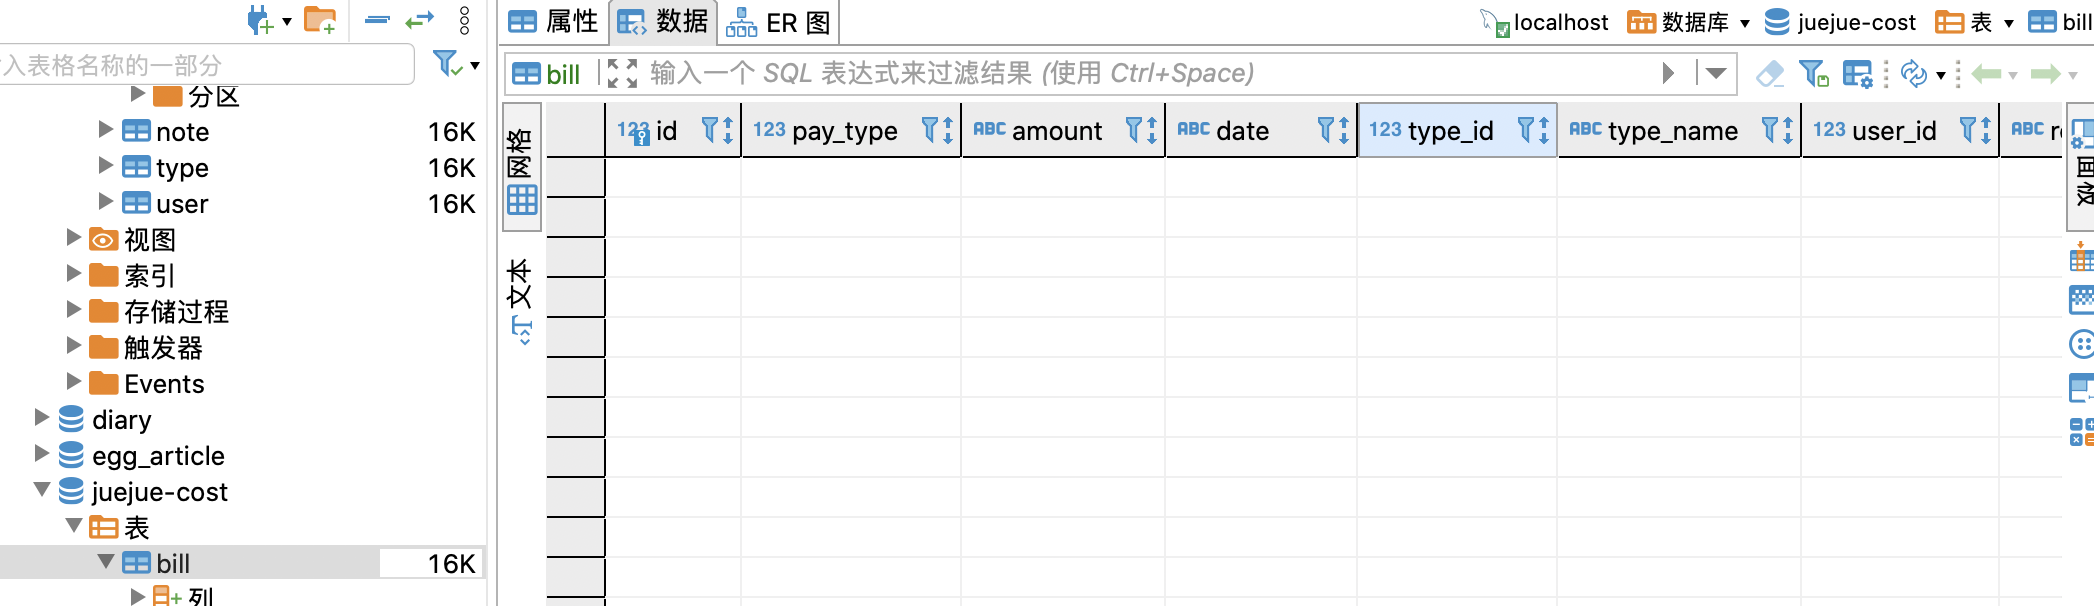 属性 数据 ER 图 localhost 数据库 juejue-cost 表 bill
入表格名称的一部分
bill 输入一个 SQL 表达式来过滤结果 (使用 Ctrl+Space)
分区
123 id 123 pay_type ABC amount ABC date 123 type_id ABC type_name 123 user_id ABC
note 16K
type 16K
user 16K
网格
文本
视图
索引
存储过程
触发器
Events
diary
egg_article
juejue-cost
表
bill 16K
列